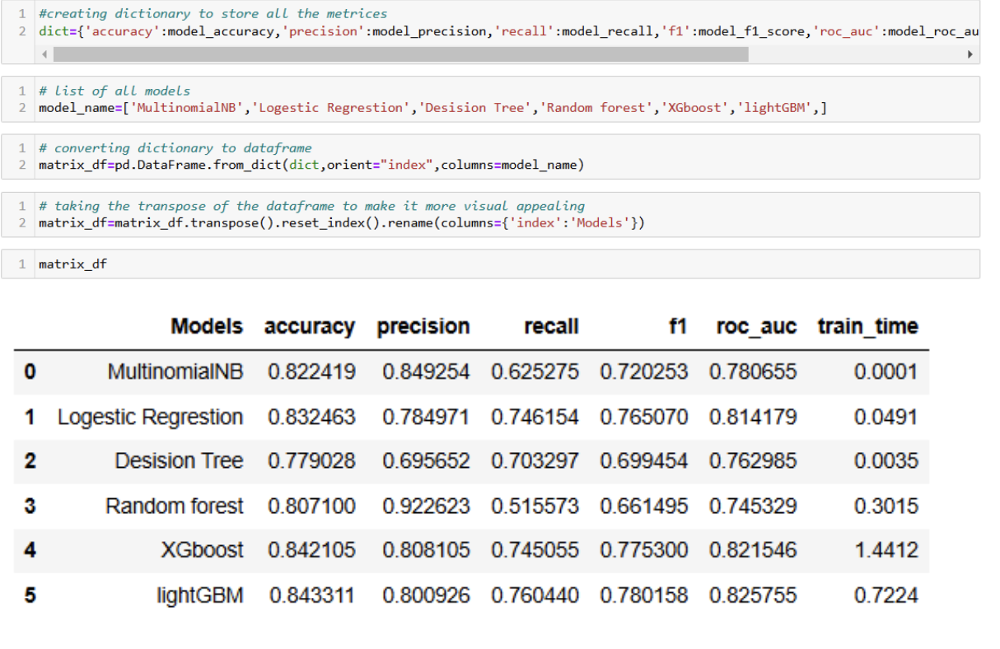 1 #creating dictionary to store all the metrices
2 dict={'accuracy':model_accuracy,'precision':model_precision,'recall':model_recall,'f1':model_f1_score,'roc_auc':model_roc_au
1 # list of all models
2 model_name=['MultinomialNB','Logestic Regrestion','Desision Tree','Random forest','XGboost','lightGBM',]
1 # converting dictionary to dataframe
2 matrix_df=pd.DataFrame.from_dict(dict,orient="index",columns=model_name)
1 # taking the transpose of the dataframe to make it more visual appealing
2 matrix_df=matrix_df.transpose().reset_index().rename(columns={'index':'Models'})
1 matrix_df
Models accuracy precision recall f1 roc_auc train_time
0 MultinomialNB 0.822419 0.849254 0.625275 0.720253 0.780655 0.0001
1 Logestic Regrestion 0.832463 0.784971 0.746154 0.765070 0.814179 0.0491
2 Desision Tree 0.779028 0.695652 0.703297 0.699454 0.762985 0.0035
3 Random forest 0.807100 0.922623 0.515573 0.661495 0.745329 0.3015
4 XGboost 0.842105 0.808105 0.745055 0.775300 0.821546 1.4412
5 lightGBM 0.843311 0.800926 0.760440 0.780158 0.825755 0.7224